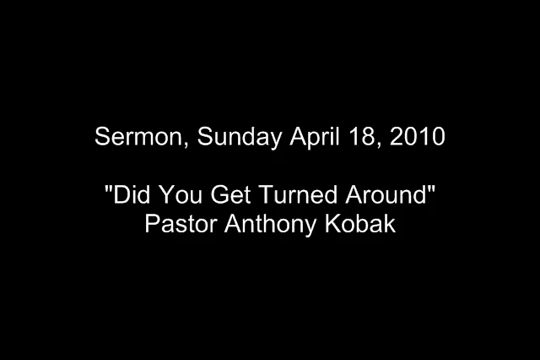 Sermon, Sunday April 18, 2010
"Did You Get Turned Around"
Pastor Anthony Kobak